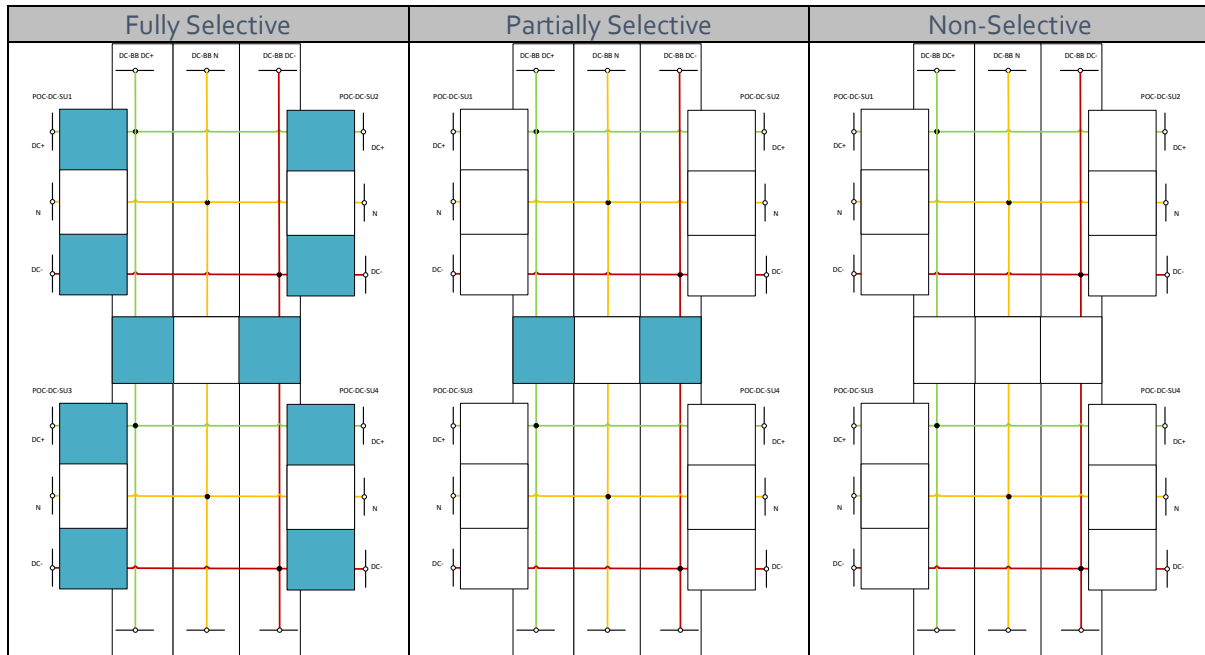 Fully Selective
Partially Selective
Non-Selective
DC-BB DC+
DC-BB N
DC-BB DC-
POC-DC-SU1
POC-DC-SU2
DC+
DC+
N
N
DC-
DC-
POC-DC-SU3
POC-DC-SU4
DC+
DC+
N
N
DC-
DC-
DC-BB DC+
DC-BB N
DC-BB DC-
POC-DC-SU1
POC-DC-SU2
DC+
DC+
N
N
DC-
DC-
POC-DC-SU3
POC-DC-SU4
DC+
DC+
N
N
DC-
DC-
DC-BB DC+
DC-BB N
DC-BB DC-
POC-DC-SU1
POC-DC-SU2
DC+
DC+
N
N
DC-
DC-
POC-DC-SU3
POC-DC-SU4
DC+
DC+
N
N
DC-
DC-